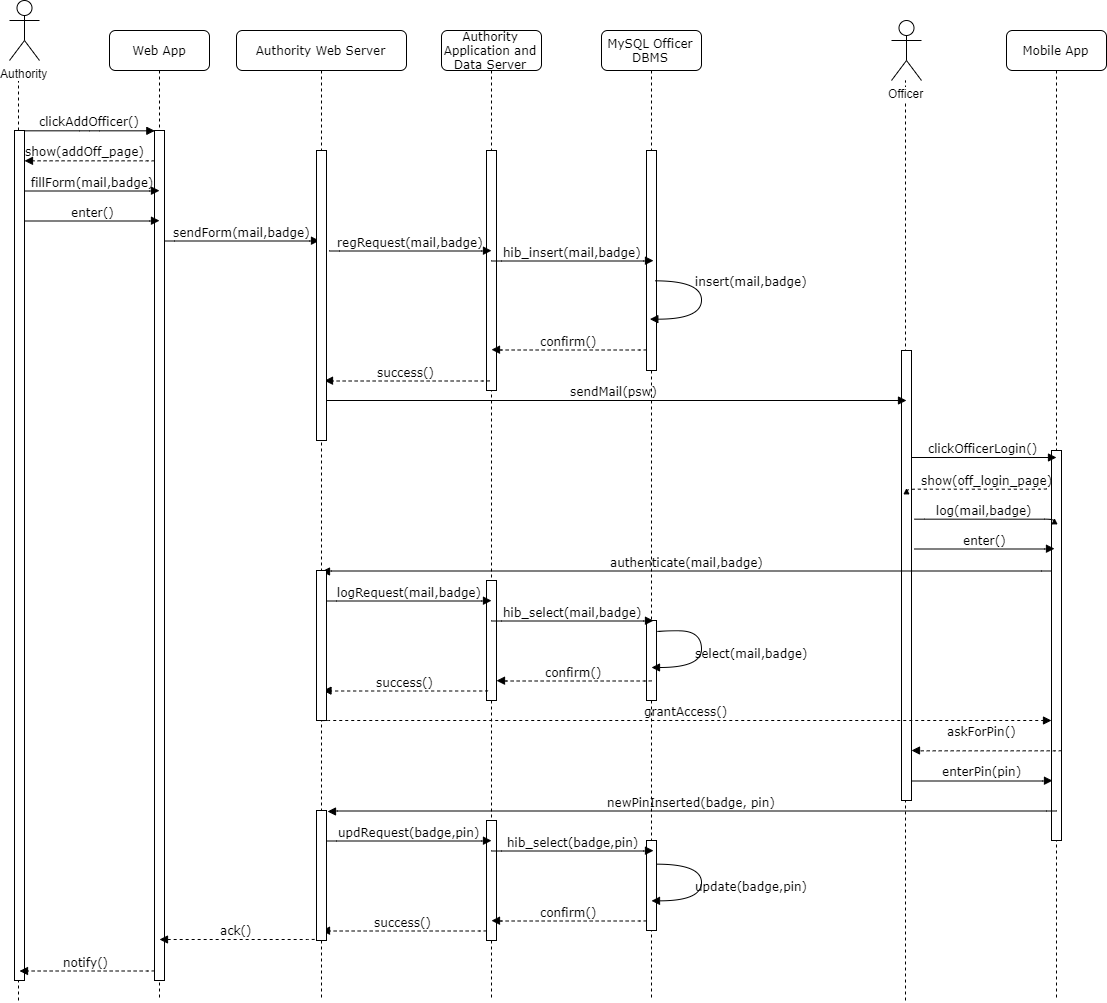 Authority
Web App
Authority Web Server
Authority
Application and
Data Server
MySQL Officer
DBMS
Officer
Mobile App
clickAddOfficer()
show(addOff_page)
fillForm(mail,badge)
enter()
sendForm(mail,badge)
regRequest(mail,badge)
hib_insert(mail,badge)
insert(mail,badge)
confirm()
success()
sendMail(psw)
clickOfficerLogin()
show(off_login_page)
log(mail,badge)
enter()
authenticate(mail,badge)
logRequest(mail,badge)
hib_select(mail,badge)
select(mail,badge)
confirm()
success()
grantAccess()
askForPin()
enterPin(pin)
newPinInserted(badge, pin)
updRequest(badge,pin)
hib_select(badge,pin)
update(badge,pin)
confirm()
success()
ack()
notify()